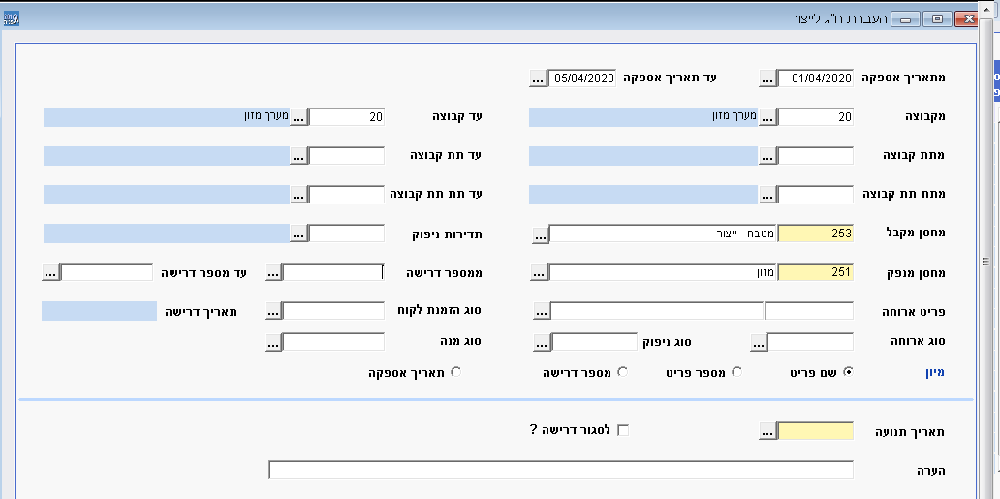 העברת ח"ג לייצור
מתאריך אספקה 01/04/2020 ... עד תאריך אספקה 05/04/2020 ...
מקבוצה 20 ... מערך מזון עד קבוצה 20 ... מערך מזון
מתת קבוצה ... עד תת קבוצה ...
מתת תת קבוצה ... עד תת תת קבוצה ...
מחסן מקבל 253 מטבח - ייצור ... תדירות ניפוק ...
מחסן מנפק 251 מזון ... ממספר דרישה ... עד מספר דרישה ...
פריט ארוחה ... סוג הזמנת לקוח ... תאריך דרישה
סוג ארוחה ... סוג ניפוק ... סוג מנה ...
מיון שם פריט מספר פריט מספר דרישה תאריך אספקה
תאריך תנועה ... לסגור דרישה ?
הערה